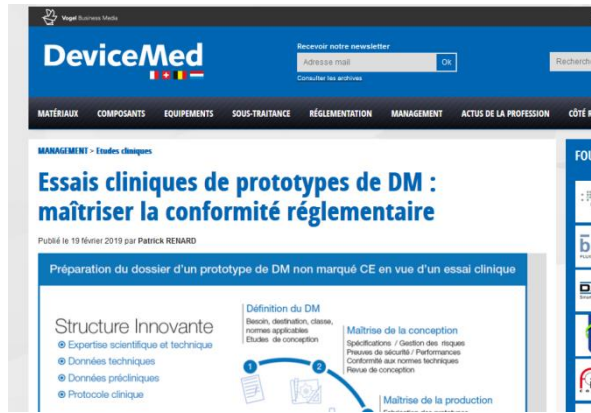 Vogel Business Media
DeviceMed
Recevoir notre newsletter
Adresse mail
Ok
Consulter les archives
MATÉRIAUX COMPOSANTS EQUIPEMENTS SOUS-TRAITANCE RÉGLEMENTATION MANAGEMENT ACTUS DE LA PROFESSION CÔTÉ
MANAGEMENT > Etudes cliniques
Essais cliniques de prototypes de DM :
maîtriser la conformité réglementaire
Publié le 19 février 2019 par Patrick RENARD
Préparation du dossier d'un prototype de DM non marqué CE en vue d'un essai clinique
Structure Innovante
Expertise scientifique et technique
Données techniques
Données précliniques
Protocole clinique
Définition du DM
Besoin, destination, classe,
normes applicables
Etudes de conception
1
2
Maîtrise de la conception
Spécifications / Gestion des risques
Preuves de sécurité / Performances
Conformité aux normes techniques
Revue de conception
Maîtrise de la production